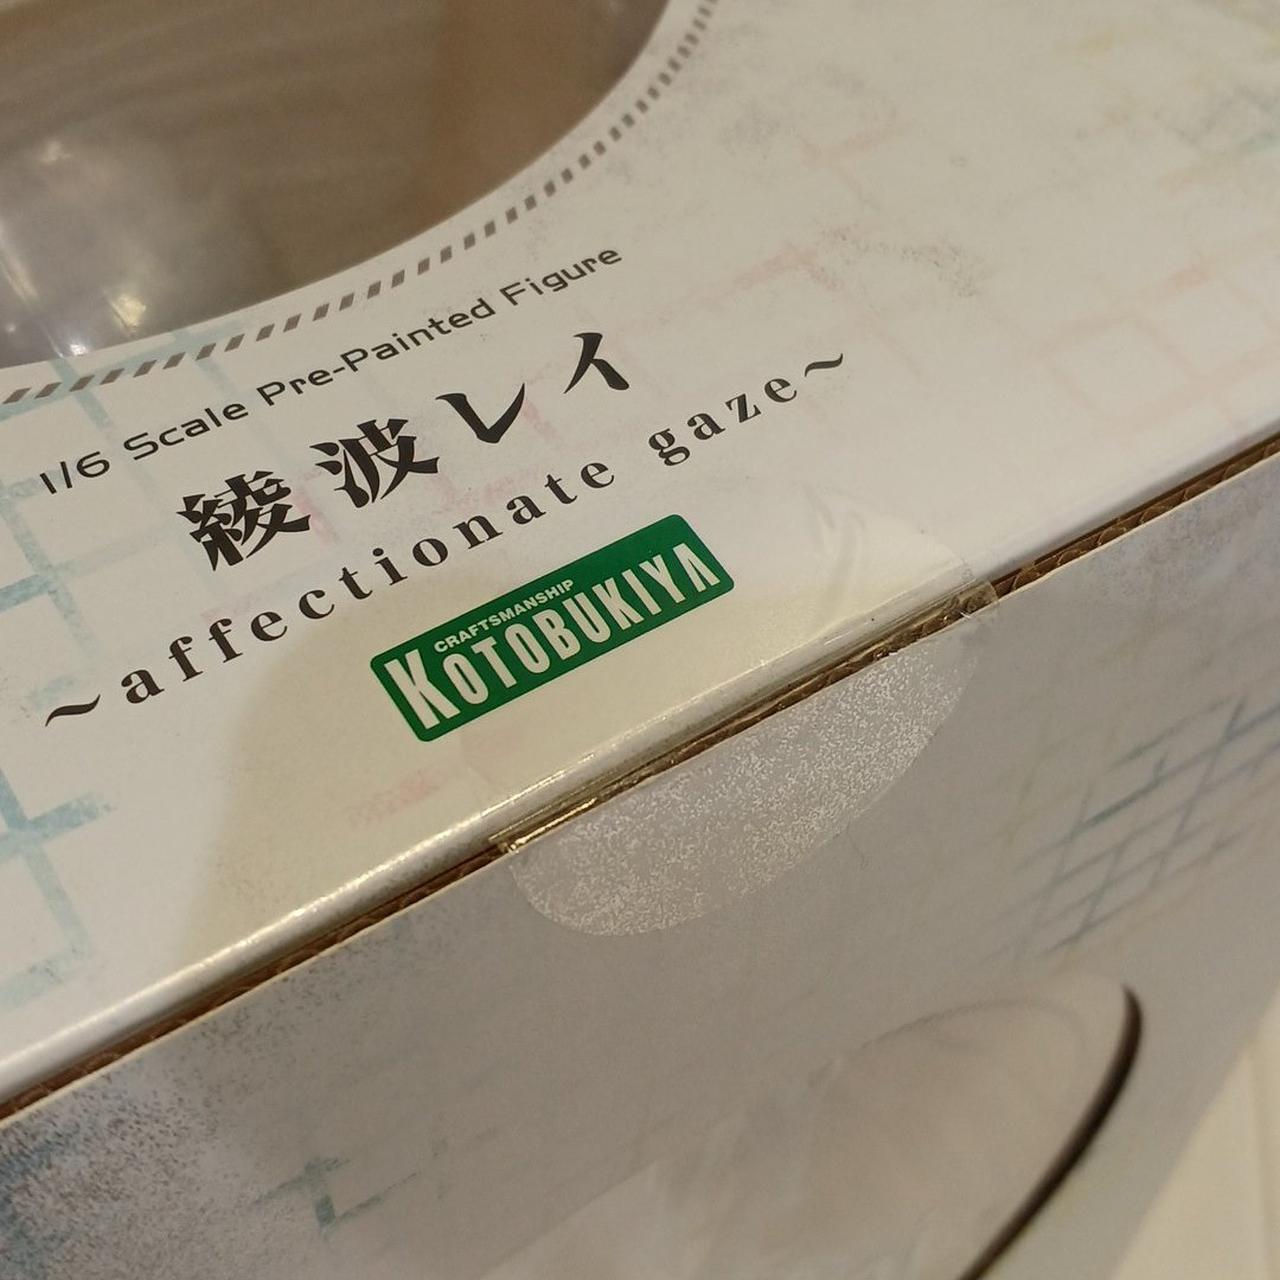 1/6 Scale Pre-Painted Figure
綾波レイ
~affectionate gaze~
CRAFTSMANSHIP
KOTOBUKIYA